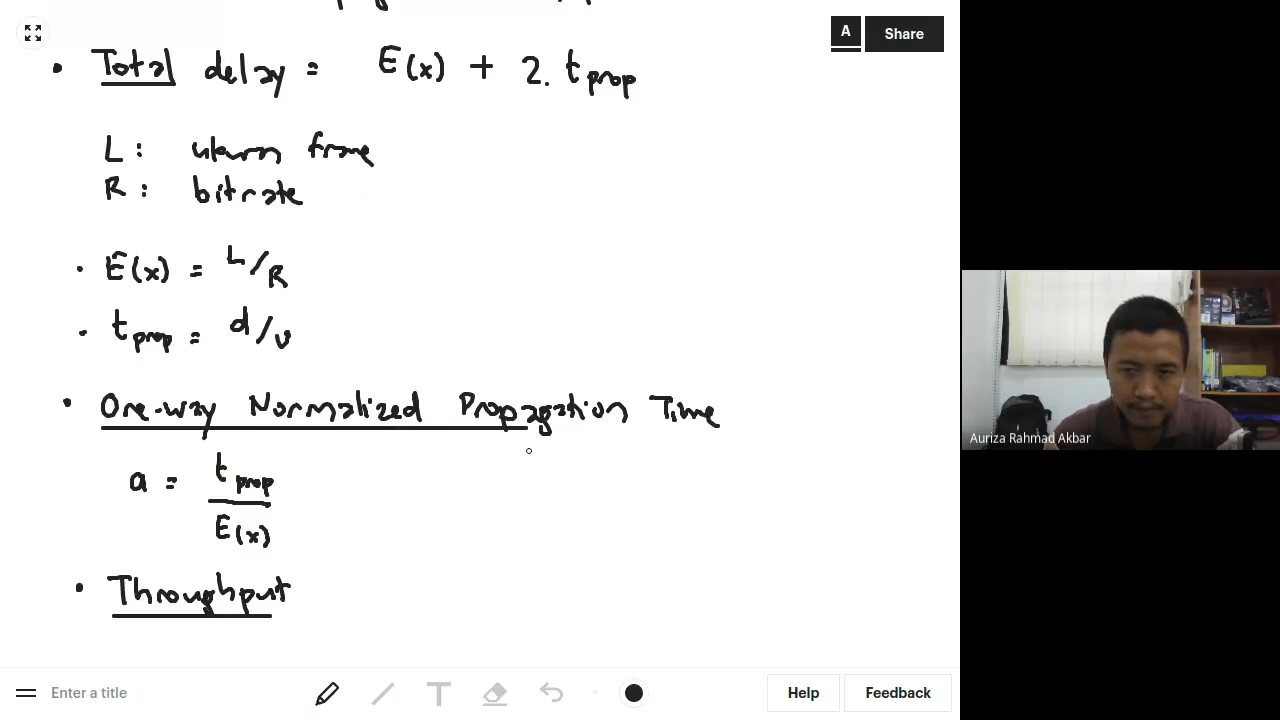 A Share
• Total delay = E(x) + 2. tprop
L : ukuran frame
R : bitrate
• E(x) = L/R
• tprop = d/v
• One-way Normalized Propagation Time
a = tprop / E(x)
• Throughput
Auriza Rahmad Akbar
Enter a title
T
Help
Feedback